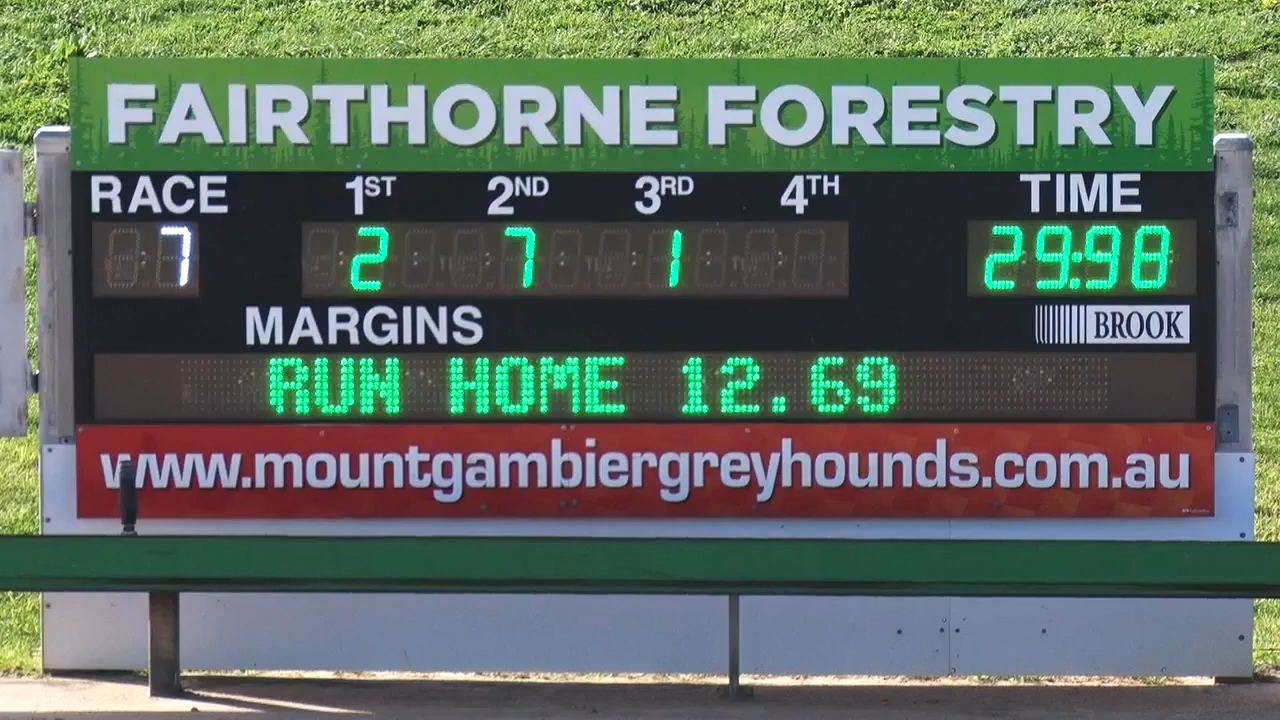 FAIRTHORNE FORESTRY
RACE 1ST 2ND 3RD 4TH TIME
7 2 7 1 29:98
MARGINS BROOK
RUN HOME 12.69
www.mountgambiergreyhounds.com.au